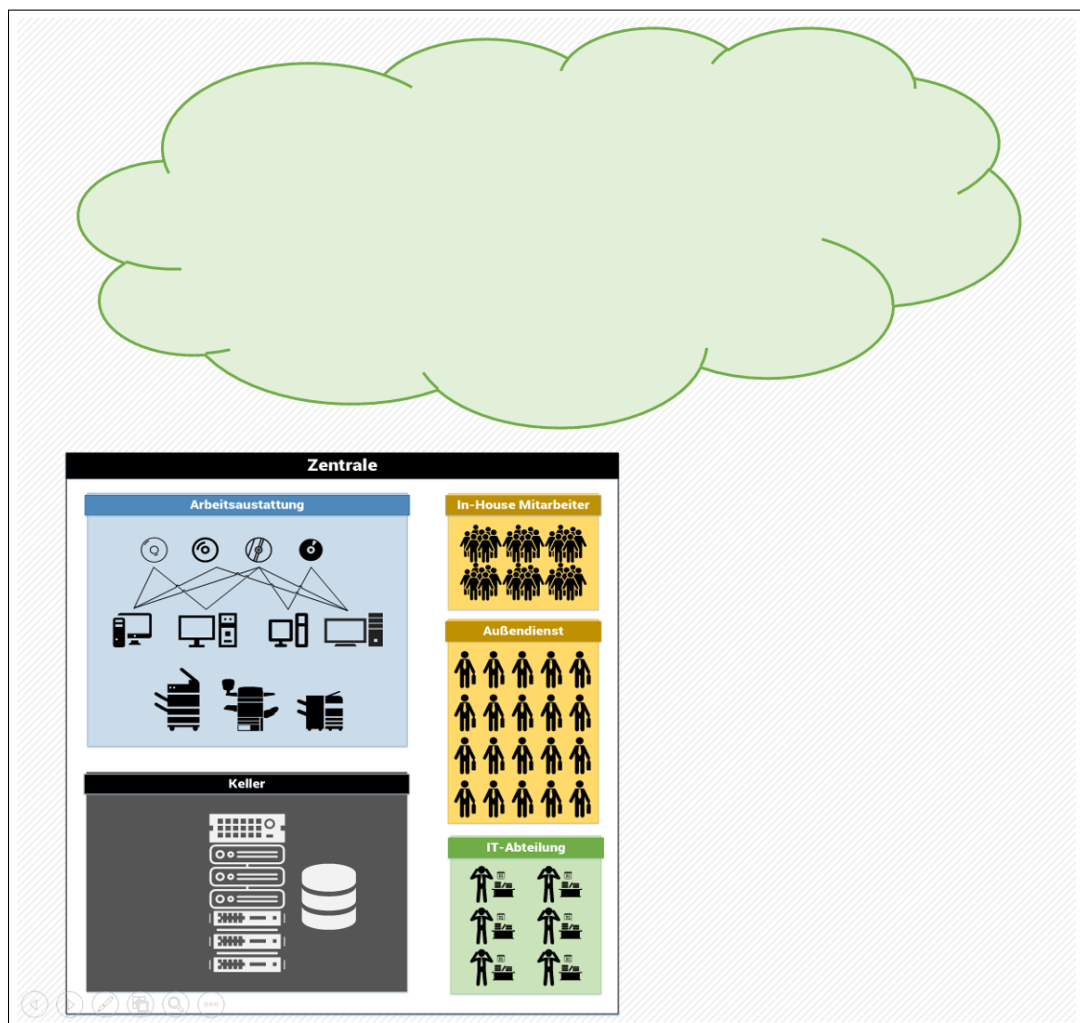 Zentrale
Arbeitsaustattung
In-House Mitarbeiter
Außendienst
Keller
IT-Abteilung